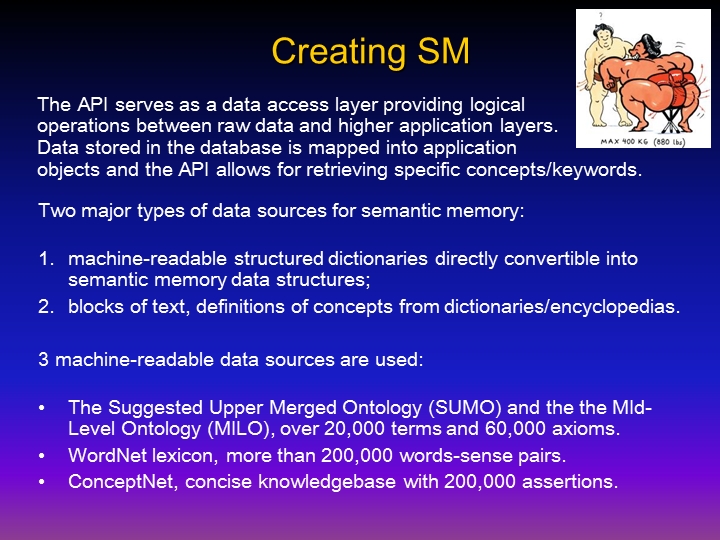 Creating SM
?
MAX 400 KG (880 lbs)
The API serves as a data access layer providing logical
operations between raw data and higher application layers.
Data stored in the database is mapped into application
objects and the API allows for retrieving specific concepts/keywords.
Two major types of data sources for semantic memory:
1. machine-readable structured dictionaries directly convertible into
semantic memory data structures;
2. blocks of text, definitions of concepts from dictionaries/encyclopedias.
3 machine-readable data sources are used:
• The Suggested Upper Merged Ontology (SUMO) and the the MId-
Level Ontology (MILO), over 20,000 terms and 60,000 axioms.
• WordNet lexicon, more than 200,000 words-sense pairs.
• ConceptNet, concise knowledgebase with 200,000 assertions.